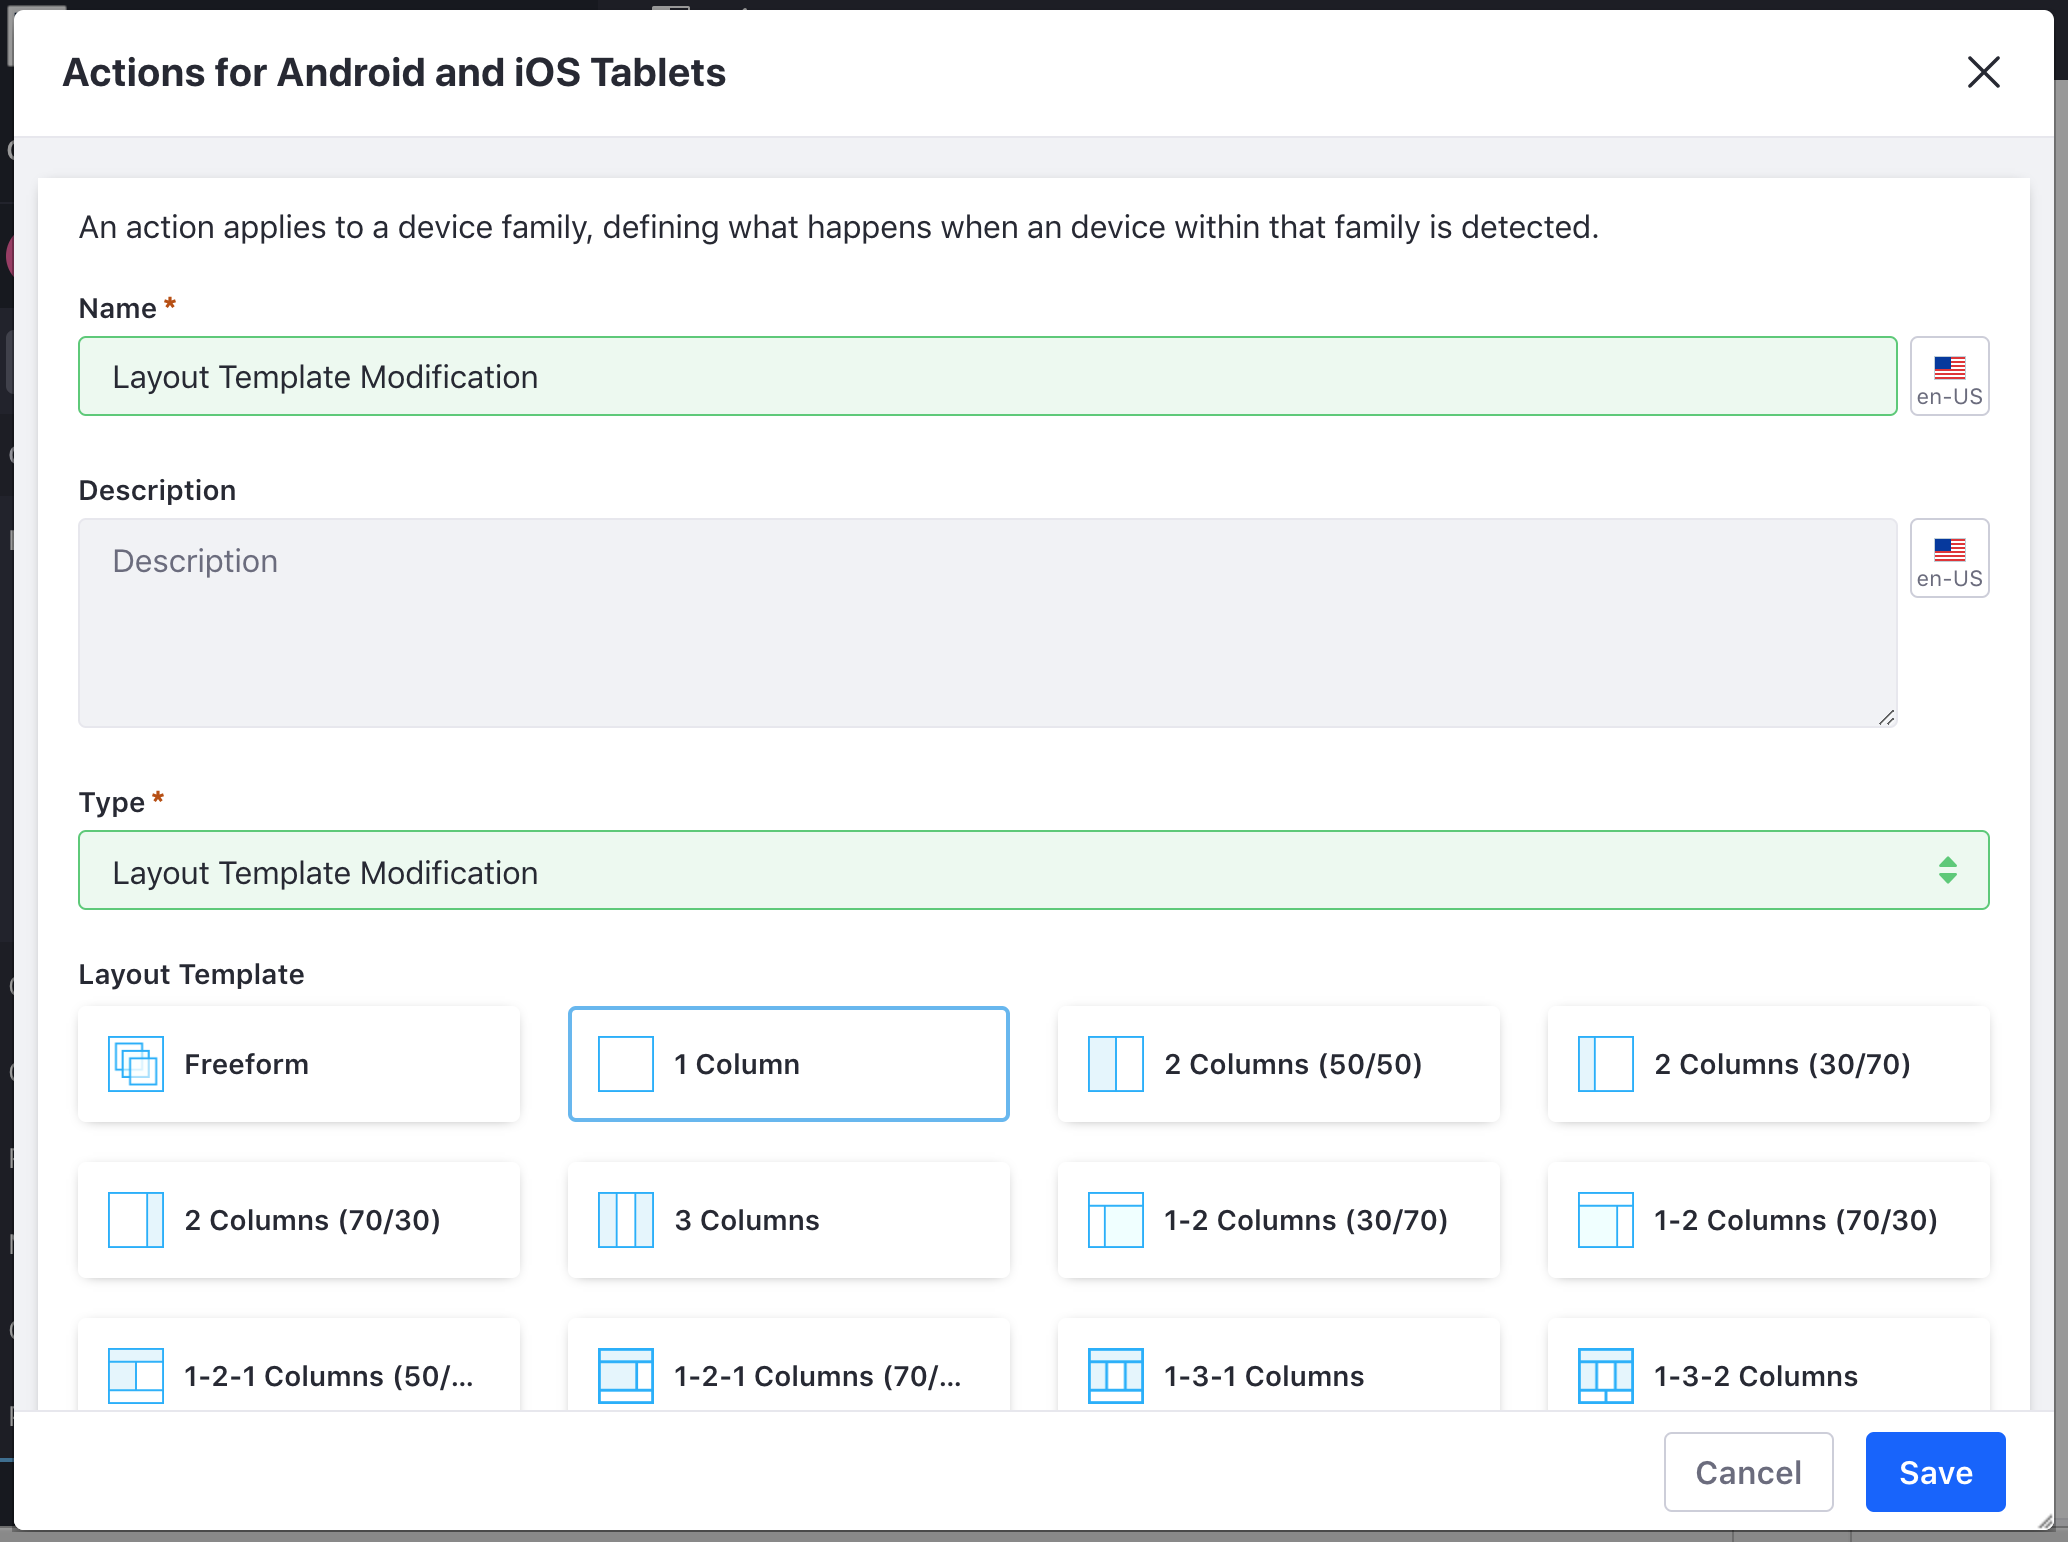 Actions for Android and iOS Tablets
An action applies to a device family, defining what happens when an device within that family is detected.
Name *
Layout Template Modification
en-US
Description
Description
en-US
Type *
Layout Template Modification
Layout Template
Freeform
1 Column
2 Columns (50/50)
2 Columns (30/70)
2 Columns (70/30)
3 Columns
1-2 Columns (30/70)
1-2 Columns (70/30)
1-2-1 Columns (50/...
1-2-1 Columns (70/...
1-3-1 Columns
1-3-2 Columns
Cancel
Save